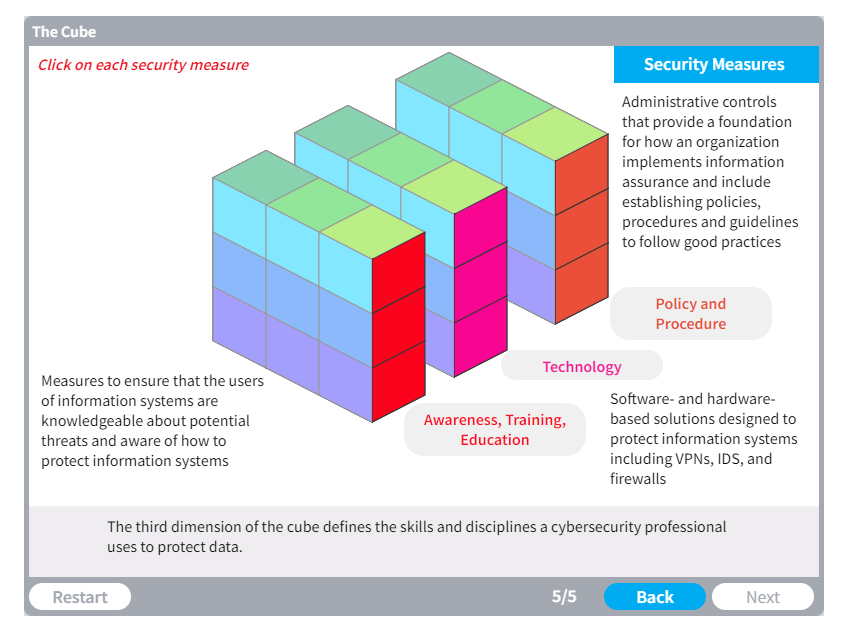 The Cube
Click on each security measure
Security Measures
Administrative controls
that provide a foundation
for how an organization
implements information
assurance and include
establishing policies,
procedures and guidelines
to follow good practices
Policy and
Procedure
Technology
Measures to ensure that the users
of information systems are
knowledgeable about potential
threats and aware of how to
protect information systems
Awareness, Training,
Education
Software- and hardware-
based solutions designed to
protect information systems
including VPNs, IDS, and
firewalls
The third dimension of the cube defines the skills and disciplines a cybersecurity professional
uses to protect data.
Restart
5/5
Back
Next